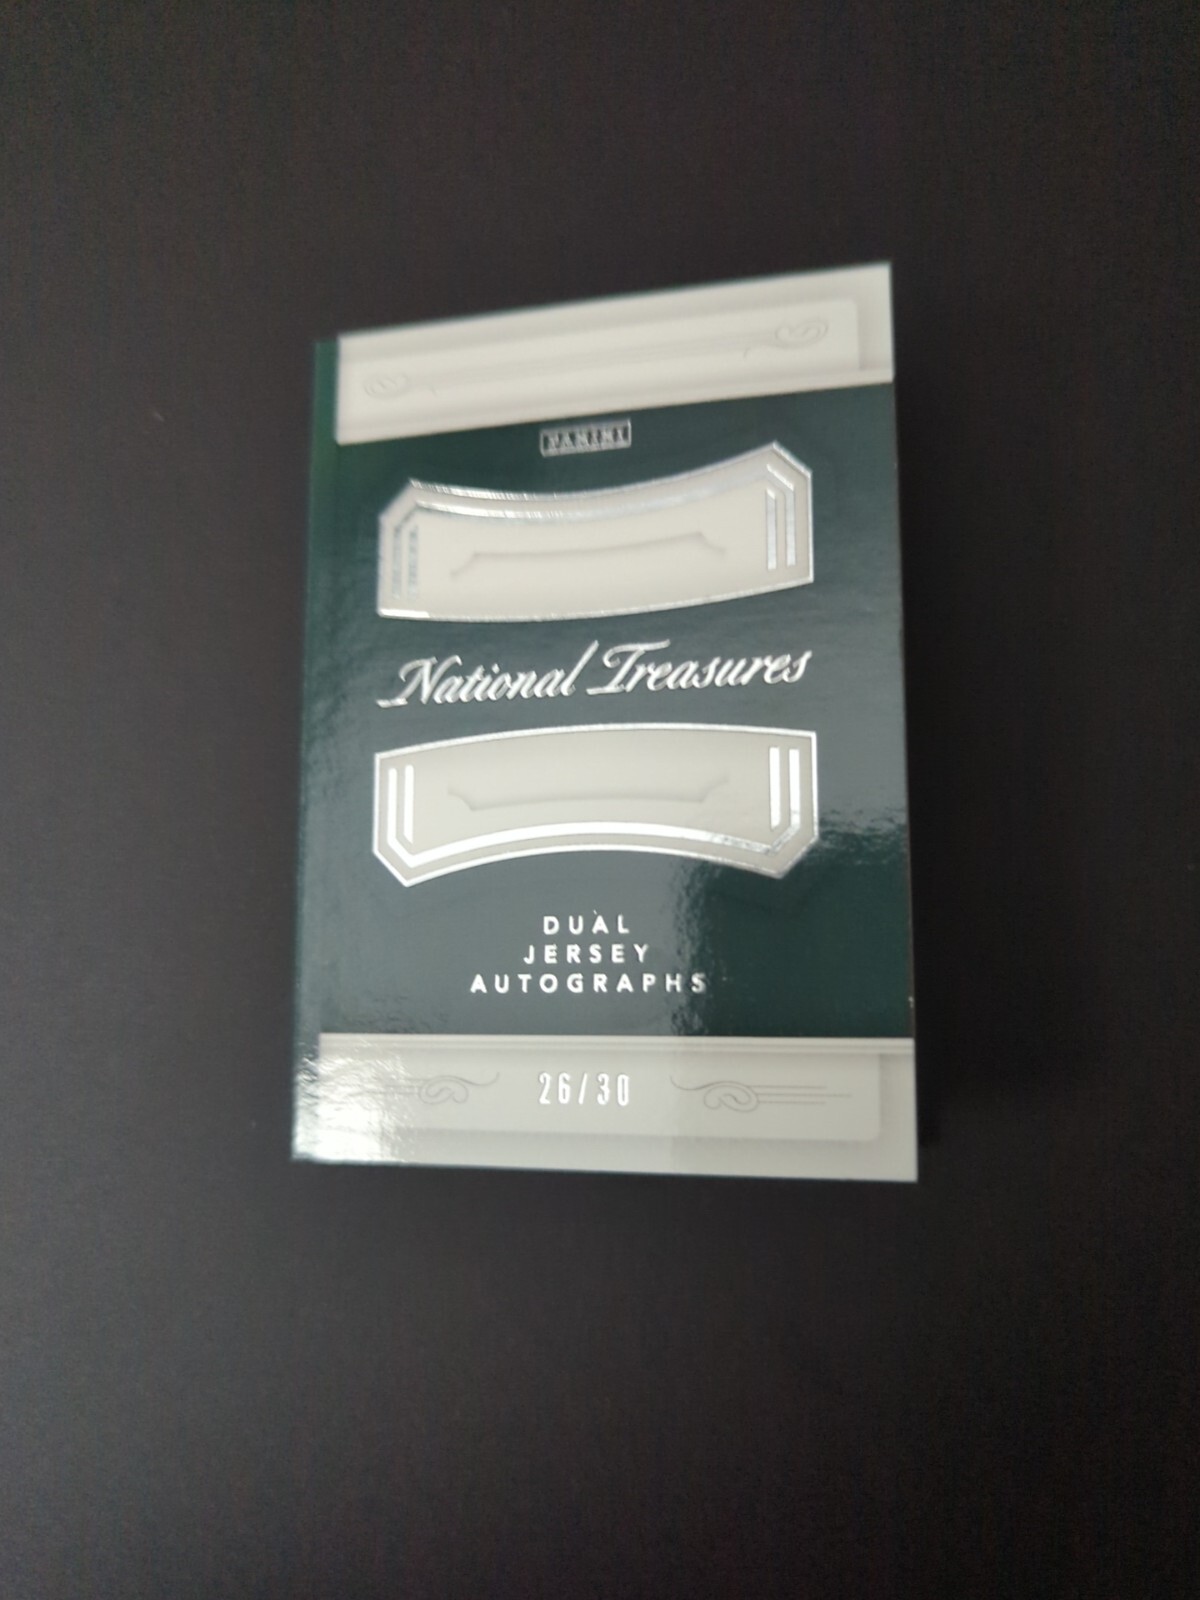 PANINI
National Treasures
DUAL
JERSEY
AUTOGRAPHS
26/30